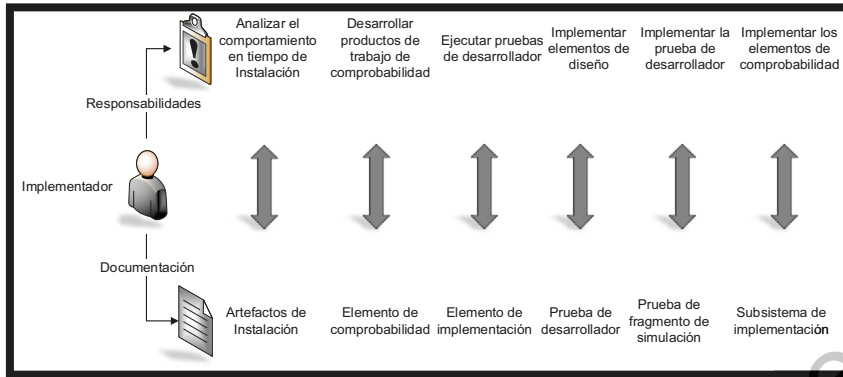 Analizar el
comportamiento
en tiempo de
Instalación
Desarrollar
productos de
trabajo de
comprobabilidad
Ejecutar pruebas
de desarrollador
Implementar
elementos de
diseño
Implementar la
prueba de
desarrollador
Implementar los
elementos de
comprobabilidad
Responsabilidades
Implementador
Documentación
Artefactos de
Instalación
Elemento de
comprobabilidad
Elemento de
implementación
Prueba de
desarrollador
Prueba de
fragmento de
simulación
Subsistema de
implementación